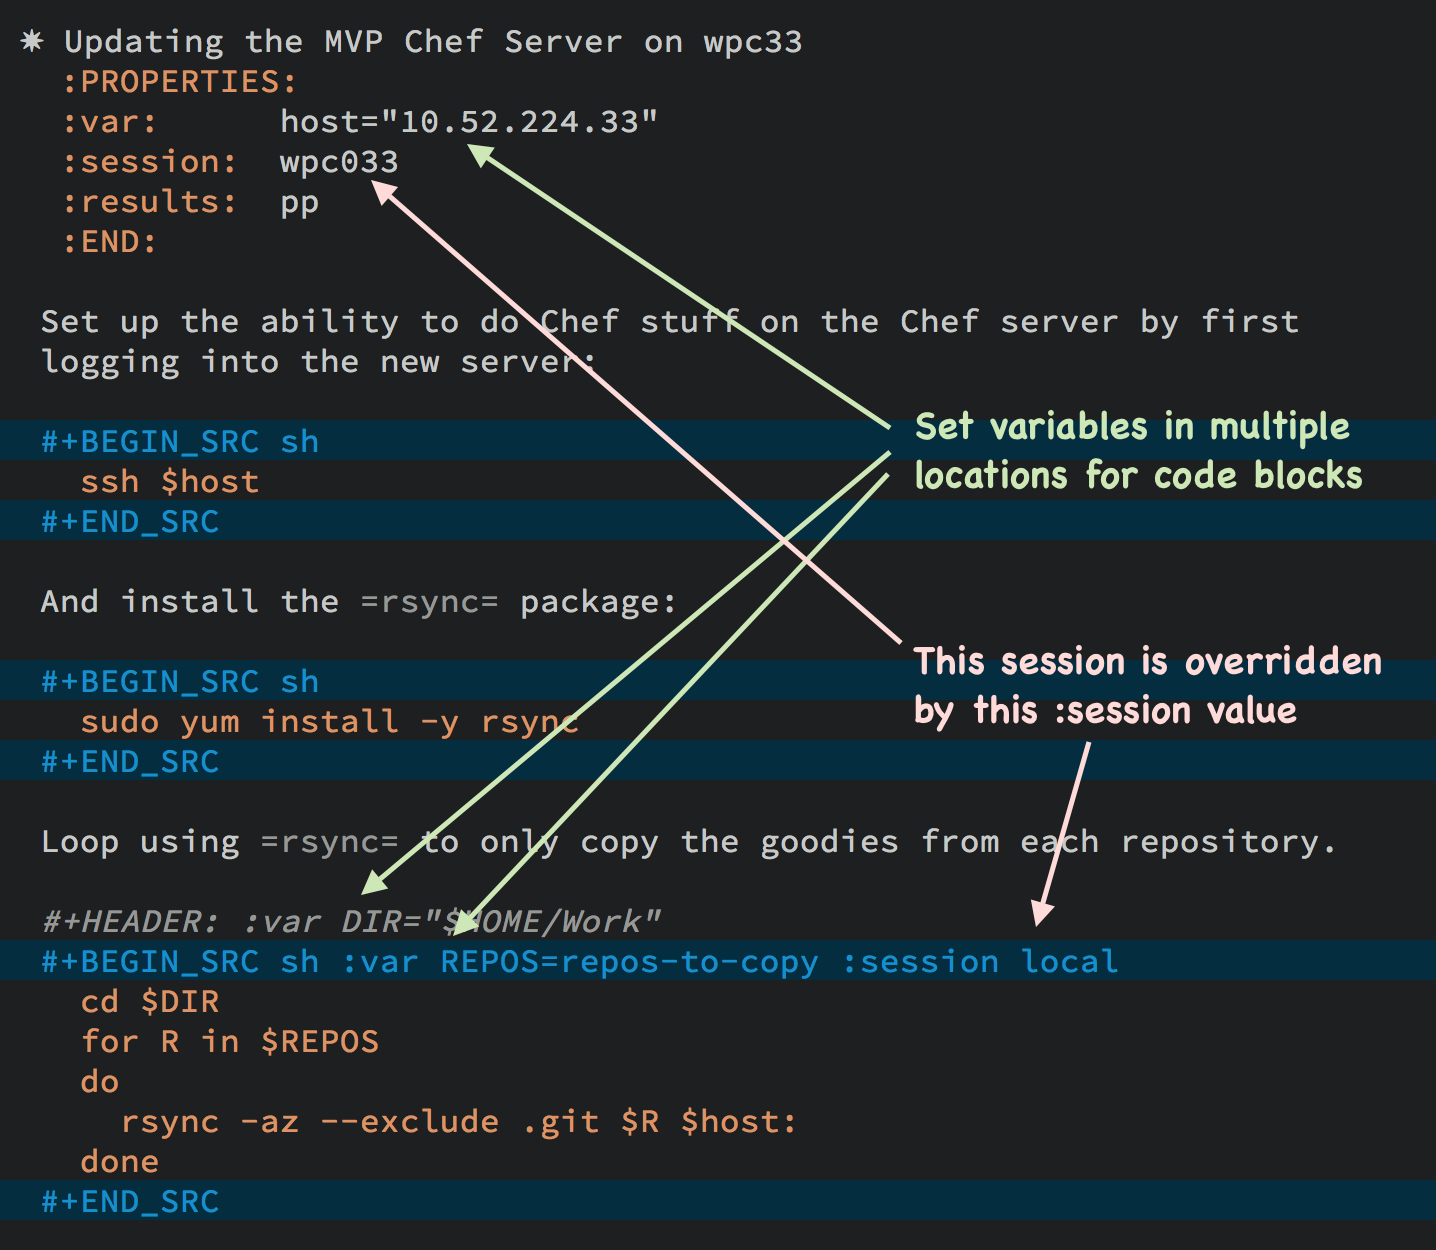 ✸ Updating the MVP Chef Server on wpc33
:PROPERTIES:
:var:      host="10.52.224.33"
:session:  wpc033
:results:  pp
:END:
Set up the ability to do Chef stuff on the Chef server by first
logging into the new server:
#+BEGIN_SRC sh
  ssh $host
#+END_SRC
Set variables in multiple
locations for code blocks
And install the =rsync= package:
#+BEGIN_SRC sh
  sudo yum install -y rsync
#+END_SRC
This session is overridden
by this :session value
Loop using =rsync= to only copy the goodies from each repository.
#+HEADER: :var DIR="$HOME/Work"
#+BEGIN_SRC sh :var REPOS=repos-to-copy :session local
  cd $DIR
  for R in $REPOS
  do
    rsync -az --exclude .git $R $host:
  done
#+END_SRC